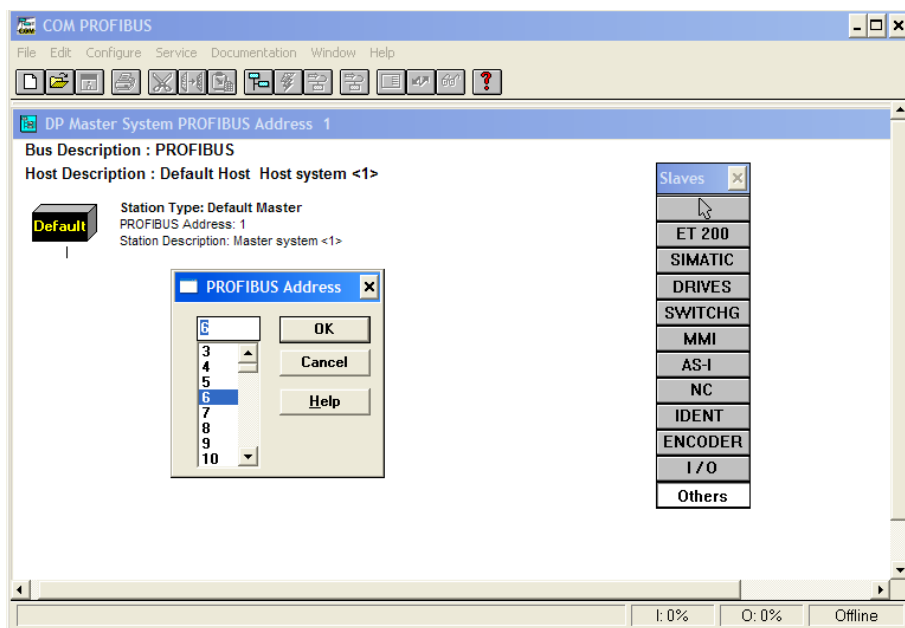 COM PROFIBUS
File Edit Configure Service Documentation Window Help
DP Master System PROFIBUS Address 1
Bus Description : PROFIBUS
Host Description : Default Host Host system <1>
Default
Station Type: Default Master
PROFIBUS Address: 1
Station Description: Master system <1>
PROFIBUS Address
6
3
4
5
6
7
8
9
10
OK
Cancel
Help
Slaves
ET 200
SIMATIC
DRIVES
SWITCHG
MMI
AS-I
NC
IDENT
ENCODER
I / O
Others
I: 0% O: 0% Offline